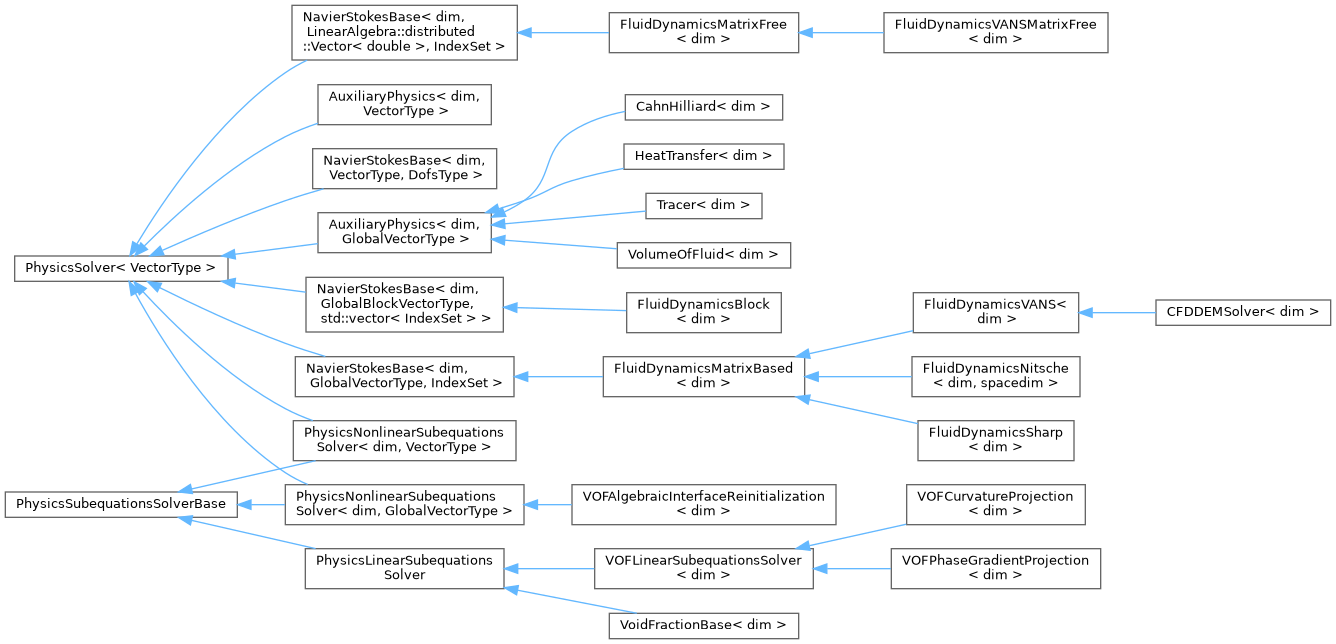 NavierStokesBase< dim,
LinearAlgebra::distributed
::Vector< double >, IndexSet >
FluidDynamicsMatrixFree
< dim >
FluidDynamicsVANSMatrixFree
< dim >
AuxiliaryPhysics< dim,
VectorType >
CahnHilliard< dim >
NavierStokesBase< dim,
VectorType, DofsType >
HeatTransfer< dim >
Tracer< dim >
AuxiliaryPhysics< dim,
GlobalVectorType >
VolumeOfFluid< dim >
PhysicsSolver< VectorType >
NavierStokesBase< dim,
GlobalBlockVectorType,
std::vector< IndexSet > >
FluidDynamicsBlock
< dim >
FluidDynamicsVANS<
dim >
CFDDEMSolver< dim >
NavierStokesBase< dim,
GlobalVectorType, IndexSet >
FluidDynamicsMatrixBased
< dim >
FluidDynamicsNitsche
< dim, spacedim >
PhysicsNonlinearSubequations
Solver< dim, VectorType >
FluidDynamicsSharp
< dim >
PhysicsSubequationsSolverBase
PhysicsNonlinearSubequations
Solver< dim, GlobalVectorType >
VOFAlgebraicInterfaceReinitialization
< dim >
VOFCurvatureProjection
< dim >
PhysicsLinearSubequations
Solver
VOFLinearSubequationsSolver
< dim >
VOFPhaseGradientProjection
< dim >
VoidFractionBase< dim >